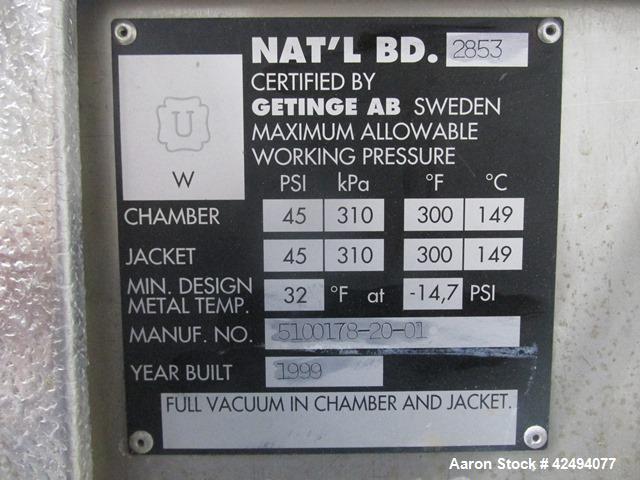 NAT'L BD. 2853
CERTIFIED BY
GETINGE AB SWEDEN
MAXIMUM ALLOWABLE
WORKING PRESSURE
U
W
PSI kPa °F °C
CHAMBER 45 310 300 149
JACKET 45 310 300 149
MIN. DESIGN
METAL TEMP. 32 °F at -14,7 PSI
MANUF. NO. 5100178-20-01
YEAR BUILT 1999
FULL VACUUM IN CHAMBER AND JACKET.
Aaron Stock # 42494077